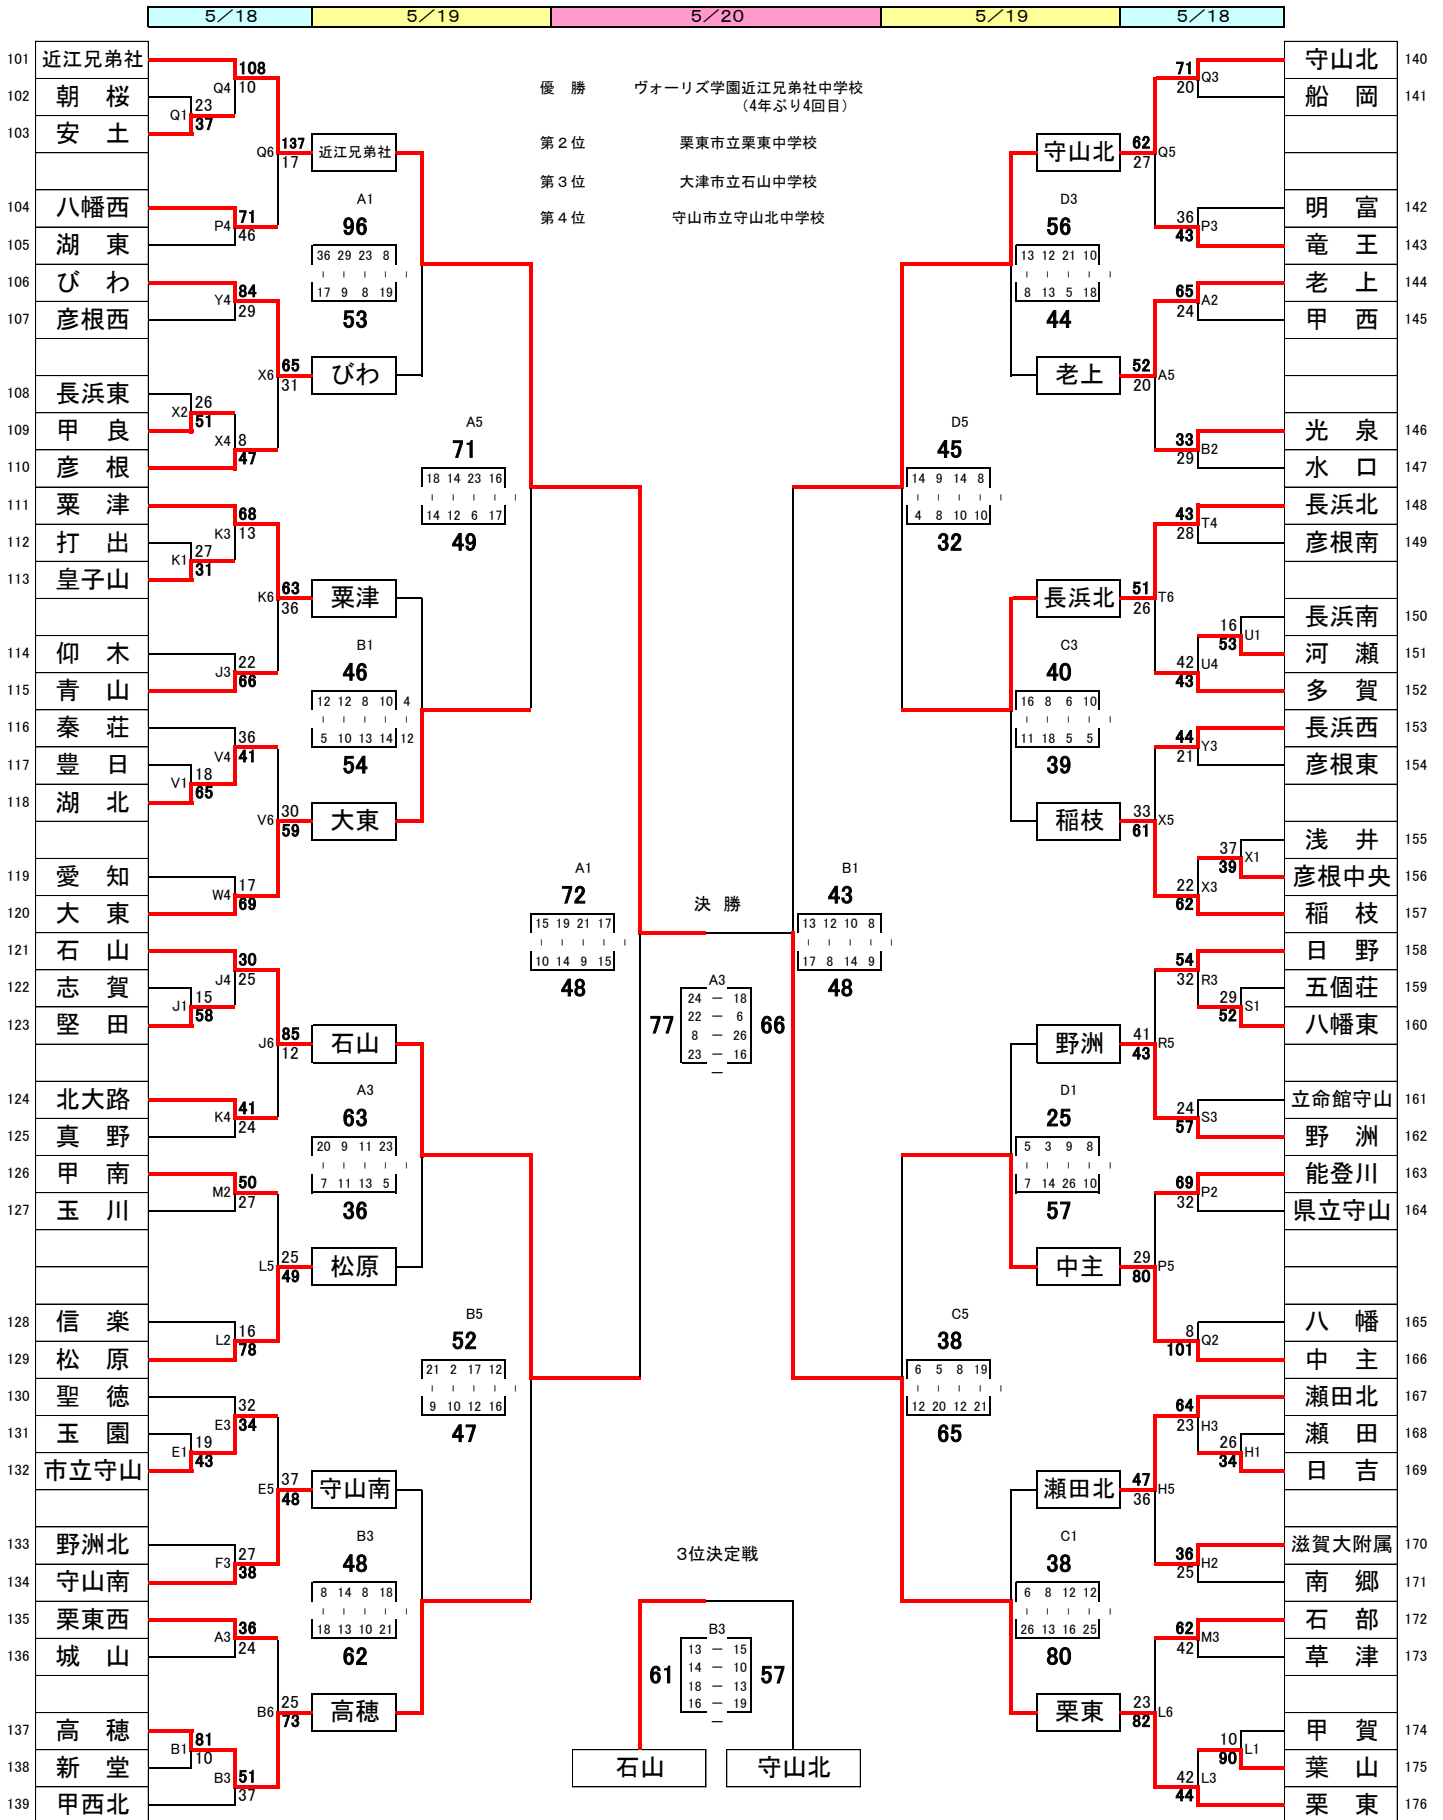 5／18 5／19 5／20 5／19 5／18
優　勝 ヴォーリズ学園近江兄弟社中学校
（4年ぶり4回目）
第２位 栗東市立栗東中学校
第３位 大津市立石山中学校
第４位 守山市立守山北中学校
101 近江兄弟社
102 朝　桜
103 安　土
104 八幡西
105 湖　東
106 びわ
107 彦根西
108 長浜東
109 甲　良
110 彦　根
111 粟　津
112 打　出
113 皇子山
114 仰　木
115 青　山
116 秦　荘
117 豊　日
118 湖　北
119 愛　知
120 大　東
121 石　山
122 志　賀
123 堅　田
124 北大路
125 真　野
126 甲　南
127 玉　川
128 信　楽
129 松　原
130 聖　徳
131 玉　園
132 市立守山
133 野洲北
134 守山南
135 栗東西
136 城　山
137 高　穂
138 新　堂
139 甲西北
Q4 108 10
Q1 23 37
Q6 137 17
P4 71 46
Y4 84 29
X6 65 31
X2 26 51
X4 8 47
K3 68 13
K1 27 31
K6 63 36
J3 22 66
V4 36 41
V1 18 65
V6 30 59
W4 17 69
J4 30 25
J1 15 58
J6 85 12
K4 41 24
M2 50 27
L5 25 49
L2 16 78
E3 32 34
E1 19 43
E5 37 48
F3 27 38
A3 36 24
B6 25 73
B1 81 10
B3 51 37
近江兄弟社
A1
96
36 29 23 8
17 9 8 19
53
びわ
A5
71
18 14 23 16
14 12 6 17
49
粟津
B1
46
12 12 8 10 4
5 10 13 14 12
54
大東
A1
72
15 19 21 17
10 14 9 15
48
石山
A3
63
20 9 11 23
7 11 13 5
36
松原
B5
52
21 2 17 12
9 10 12 16
47
守山南
B3
48
8 14 8 18
18 13 10 21
62
高穂
決　勝
A3
77 66
24 － 18
22 － 6
8 － 26
23 － 16
－
3位決定戦
B3
61 57
13 － 15
14 － 10
18 － 13
16 － 19
－
石山 守山北
守山北
D3
56
13 12 21 10
8 13 5 18
44
老上
D5
45
14 9 14 8
4 8 10 10
32
長浜北
C3
40
16 8 6 10
11 18 5 5
39
稲枝
B1
43
13 12 10 8
17 8 14 9
48
野洲
D1
25
5 3 9 8
7 14 26 10
57
中主
C5
38
6 5 8 19
12 20 12 21
65
瀬田北
C1
38
6 8 12 12
26 13 16 25
80
栗東
71 20 Q3
62 27 Q5
36 43 P3
65 24 A2
52 20 A5
33 29 B2
43 28 T4
51 26 T6
16 53 U1
42 43 U4
44 21 Y3
33 61 X5
37 39 X1
22 62 X3
54 32 R3
29 52 S1
41 43 R5
24 57 S3
69 32 P2
29 80 P5
8 101 Q2
64 23 H3
26 34 H1
47 36 H5
36 25 H2
62 42 M3
23 82 L6
10 90 L1
42 44 L3
守山北 140
船　岡 141
明　富 142
竜　王 143
老　上 144
甲　西 145
光　泉 146
水　口 147
長浜北 148
彦根南 149
長浜南 150
河　瀬 151
多　賀 152
長浜西 153
彦根東 154
浅　井 155
彦根中央 156
稲　枝 157
日　野 158
五個荘 159
八幡東 160
立命館守山 161
野　洲 162
能登川 163
県立守山 164
八　幡 165
中　主 166
瀬田北 167
瀬　田 168
日　吉 169
滋賀大附属 170
南　郷 171
石　部 172
草　津 173
甲　賀 174
葉　山 175
栗　東 176